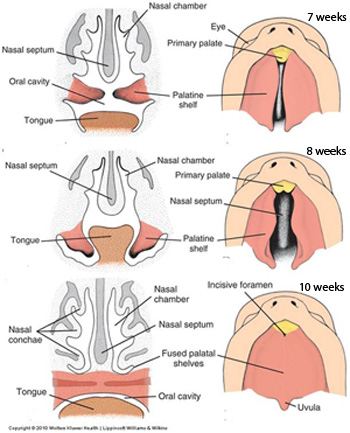 Nasal chamber
7 weeks
Eye
Primary palate
Nasal septum
Oral cavity
Palatine
shelf
Tongue
8 weeks
Nasal septum
Nasal chamber
Primary palate
Nasal septum
Tongue
Palatine
shelf
Incisive foramen
10 weeks
Nasal
chamber
Nasal
conchae
Nasal septum
Fused palatal
shelves
Tongue
Oral cavity
Uvula
Copyright © 2010 Wolters Kluwer Health | Lippincott Williams & Wilkins